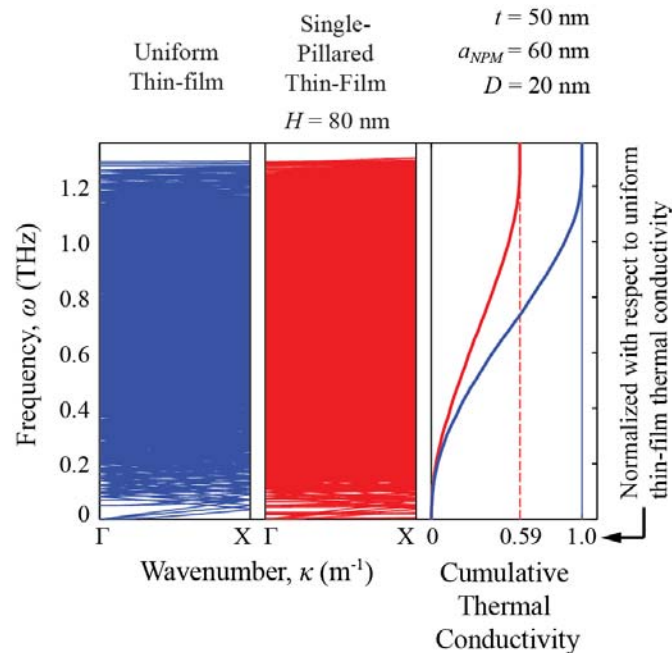 Uniform
Thin-film
Single-
Pillared
Thin-Film
H = 80 nm
t = 50 nm
a_NPM = 60 nm
D = 20 nm
Frequency, ω (THz)
1.2
1.0
0.8
0.6
0.4
0.2
0
Γ
X
Γ
X
0
0.59
1.0
Wavenumber, κ (m⁻¹)
Cumulative
Thermal
Conductivity
Normalized with respect to uniform
thin-film thermal conductivity